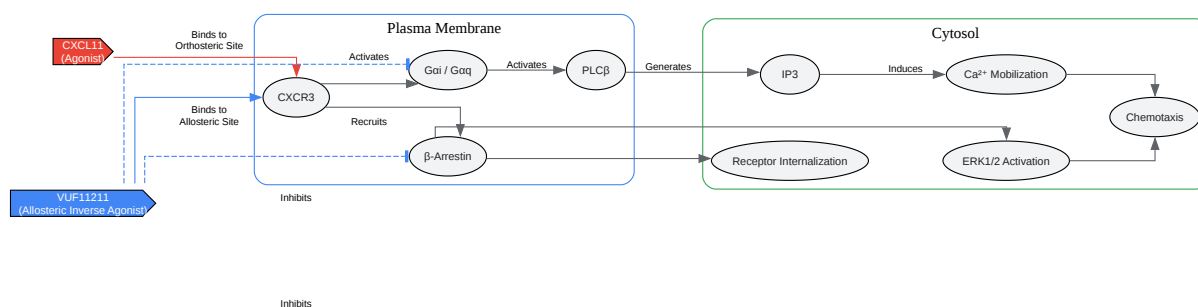 Plasma Membrane
Cytosol
CXCL11
(Agonist)
Binds to
Orthosteric Site
Activates
Gαi / Gαq
Activates
PLCβ
Generates
IP3
Induces
Ca²⁺ Mobilization
CXCR3
Binds to
Allosteric Site
Recruits
Chemotaxis
β-Arrestin
Receptor Internalization
ERK1/2 Activation
VUF11211
(Allosteric Inverse Agonist)
Inhibits
Inhibits